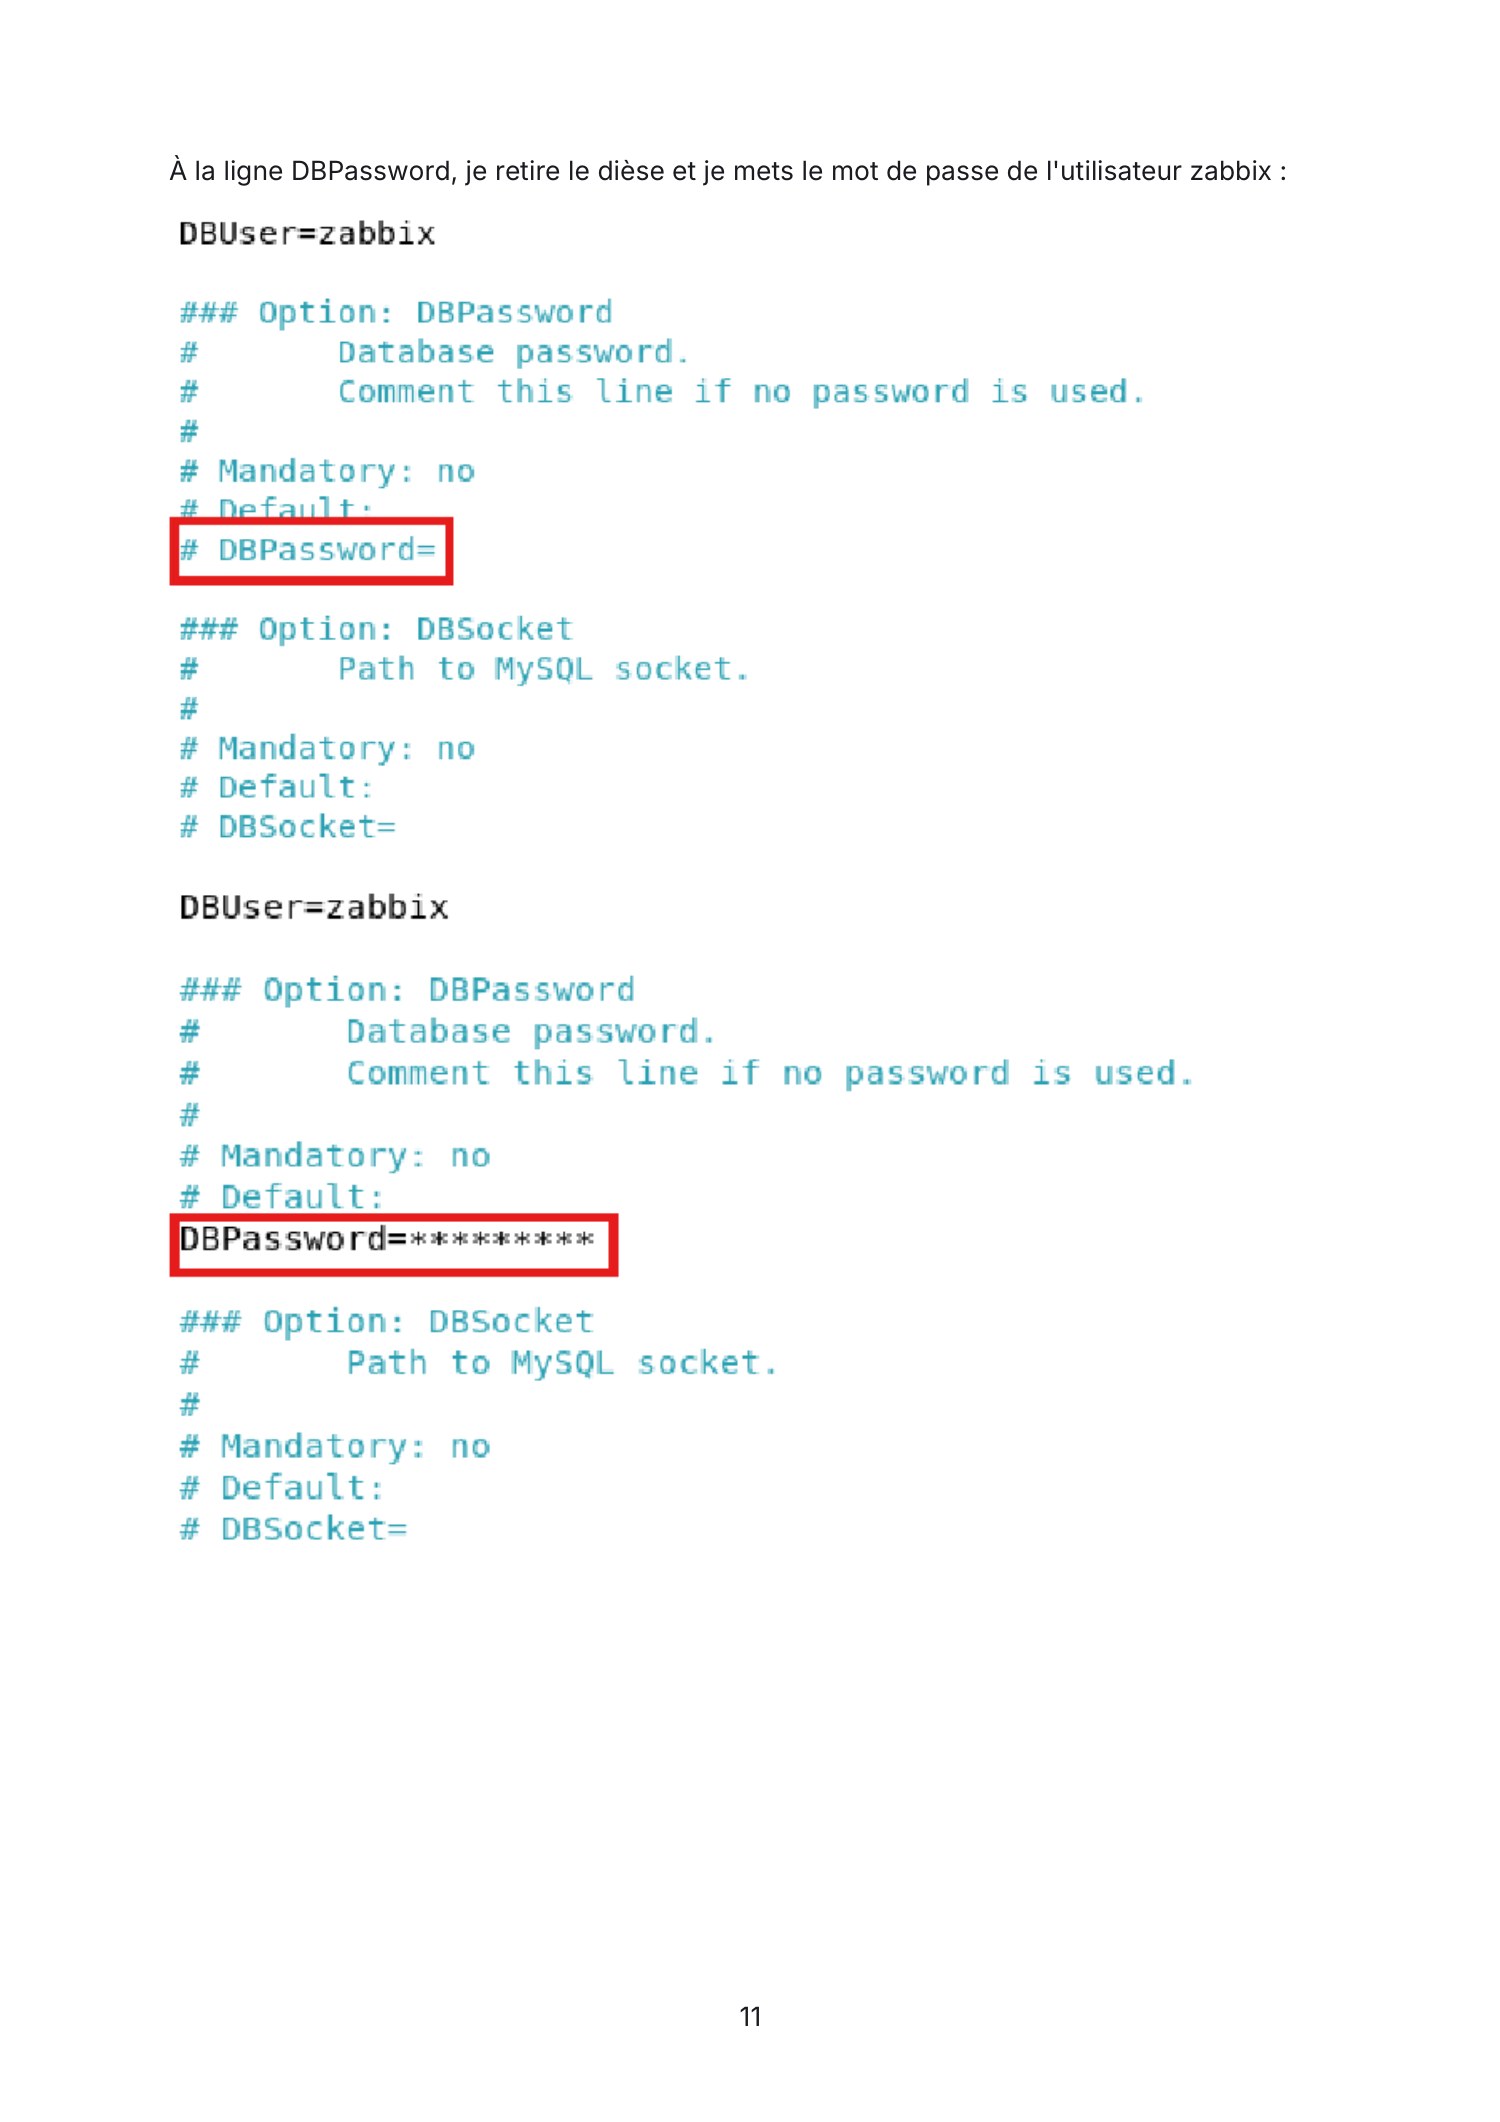 À la ligne DBPassword, je retire le dièse et je mets le mot de passe de l'utilisateur zabbix :
DBUser=zabbix
### Option: DBPassword
#       Database password.
#       Comment this line if no password is used.
#
# Mandatory: no
# Default:
# DBPassword=
### Option: DBSocket
#       Path to MySQL socket.
#
# Mandatory: no
# Default:
# DBSocket=
DBUser=zabbix
### Option: DBPassword
#       Database password.
#       Comment this line if no password is used.
#
# Mandatory: no
# Default:
DBPassword=*********
### Option: DBSocket
#       Path to MySQL socket.
#
# Mandatory: no
# Default:
# DBSocket=
11